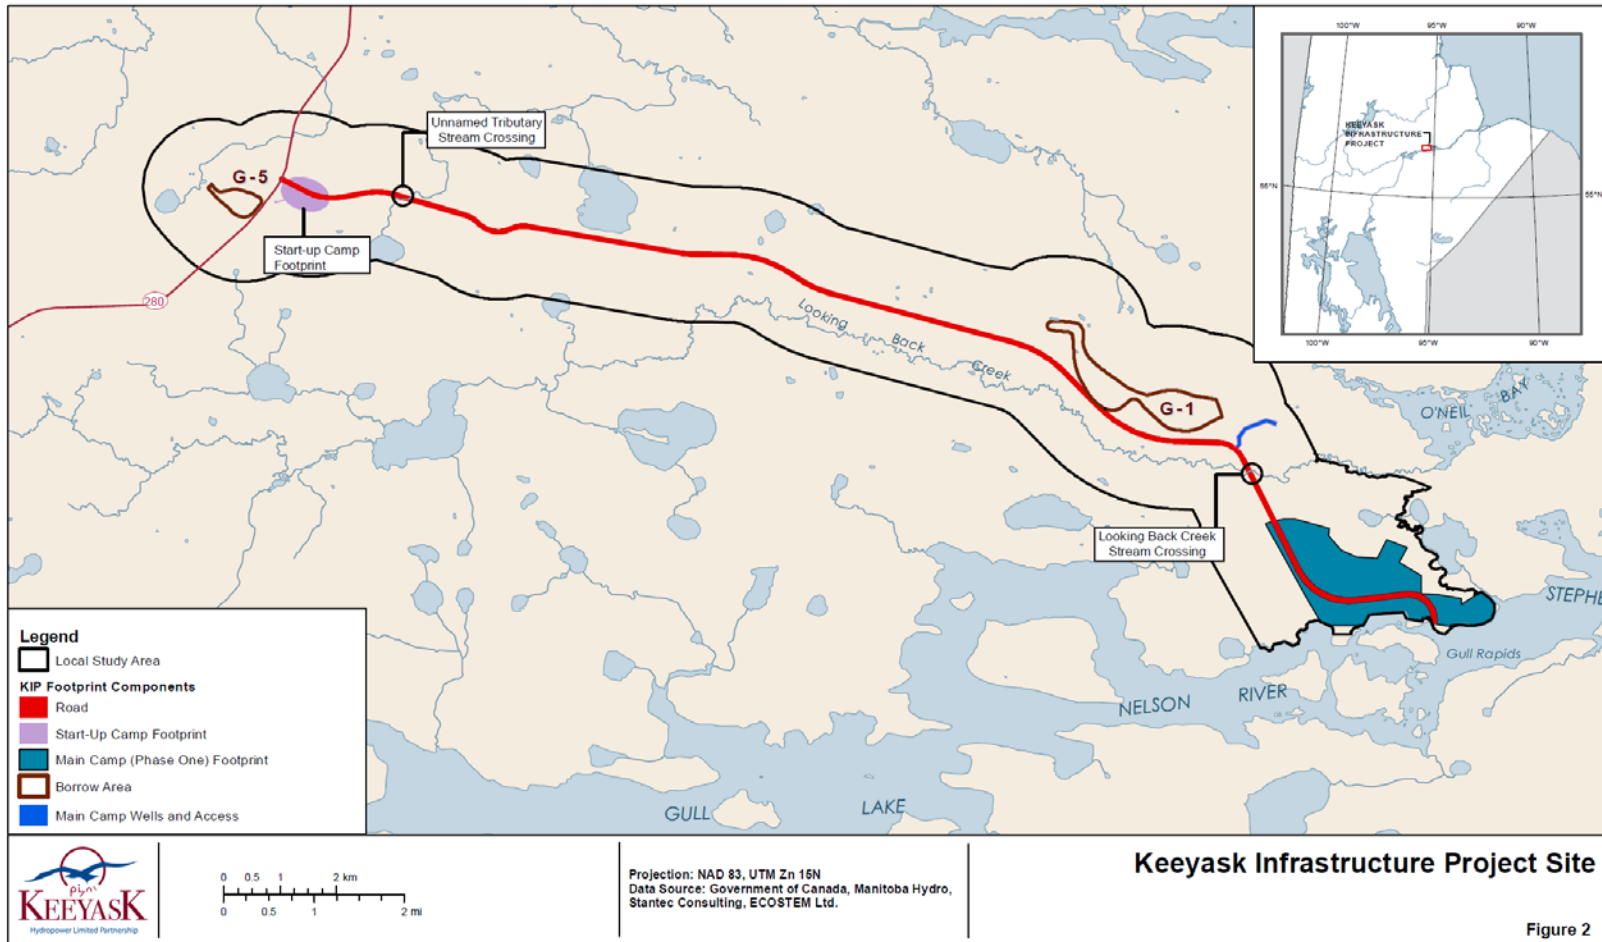 Unnamed Tributary
Stream Crossing
G-5
Start-up Camp
Footprint
280
Looking
Back
Creek
G-1
Looking Back Creek
Stream Crossing
O'NEIL
BAY
STEPHE
Gull Rapids
NELSON
RIVER
GULL
LAKE
100°W
95°W
90°W
KEEYASK
INFRASTRUCTURE
PROJECT
55°N
55°N
100°W
95°W
90°W
Legend
Local Study Area
KIP Footprint Components
Road
Start-Up Camp Footprint
Main Camp (Phase One) Footprint
Borrow Area
Main Camp Wells and Access
KEEYASK
Hydropower Limited Partnership
0 0.5 1 2 km
0 0.5 1 2 mi
Projection: NAD 83, UTM Zn 15N
Data Source: Government of Canada, Manitoba Hydro,
Stantec Consulting, ECOSTEM Ltd.
Keeyask Infrastructure Project Site
Figure 2